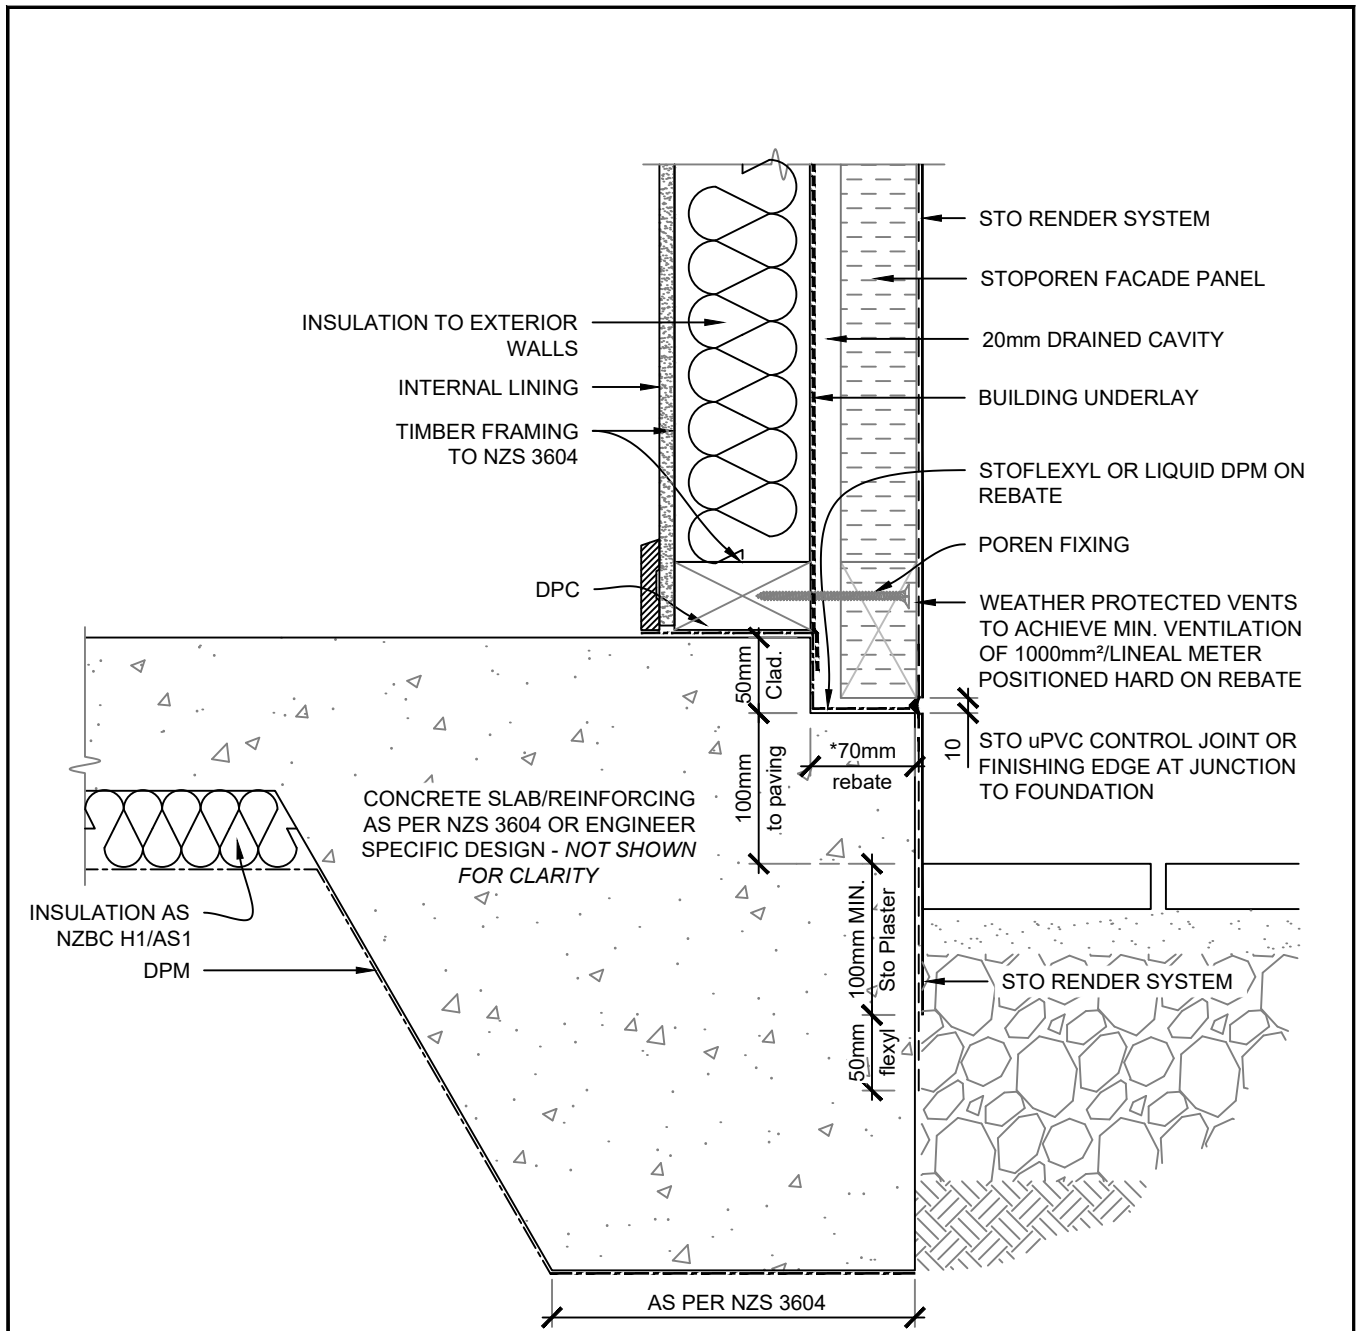 STO RENDER SYSTEM
STOPOREN FACADE PANEL
INSULATION TO EXTERIOR
WALLS
20mm DRAINED CAVITY
INTERNAL LINING
BUILDING UNDERLAY
TIMBER FRAMING
TO NZS 3604
STOFLEXYL OR LIQUID DPM ON
REBATE
POREN FIXING
DPC
WEATHER PROTECTED VENTS
TO ACHIEVE MIN. VENTILATION
OF 1000mm²/LINEAL METER
POSITIONED HARD ON REBATE
50mm
Clad.
10
STO uPVC CONTROL JOINT OR
FINISHING EDGE AT JUNCTION
TO FOUNDATION
*70mm
rebate
100mm
to paving
CONCRETE SLAB/REINFORCING
AS PER NZS 3604 OR ENGINEER
SPECIFIC DESIGN - NOT SHOWN
FOR CLARITY
INSULATION AS
NZBC H1/AS1
DPM
100mm MIN.
Sto Plaster
STO RENDER SYSTEM
50mm
flexyl
AS PER NZS 3604